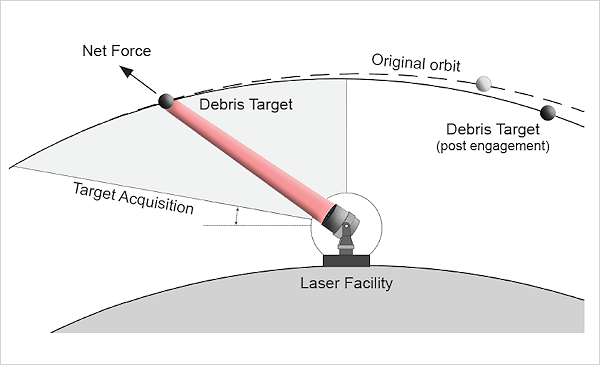 Net Force
Original orbit
Debris Target
Debris Target
(post engagement)
Target Acquisition
Laser Facility